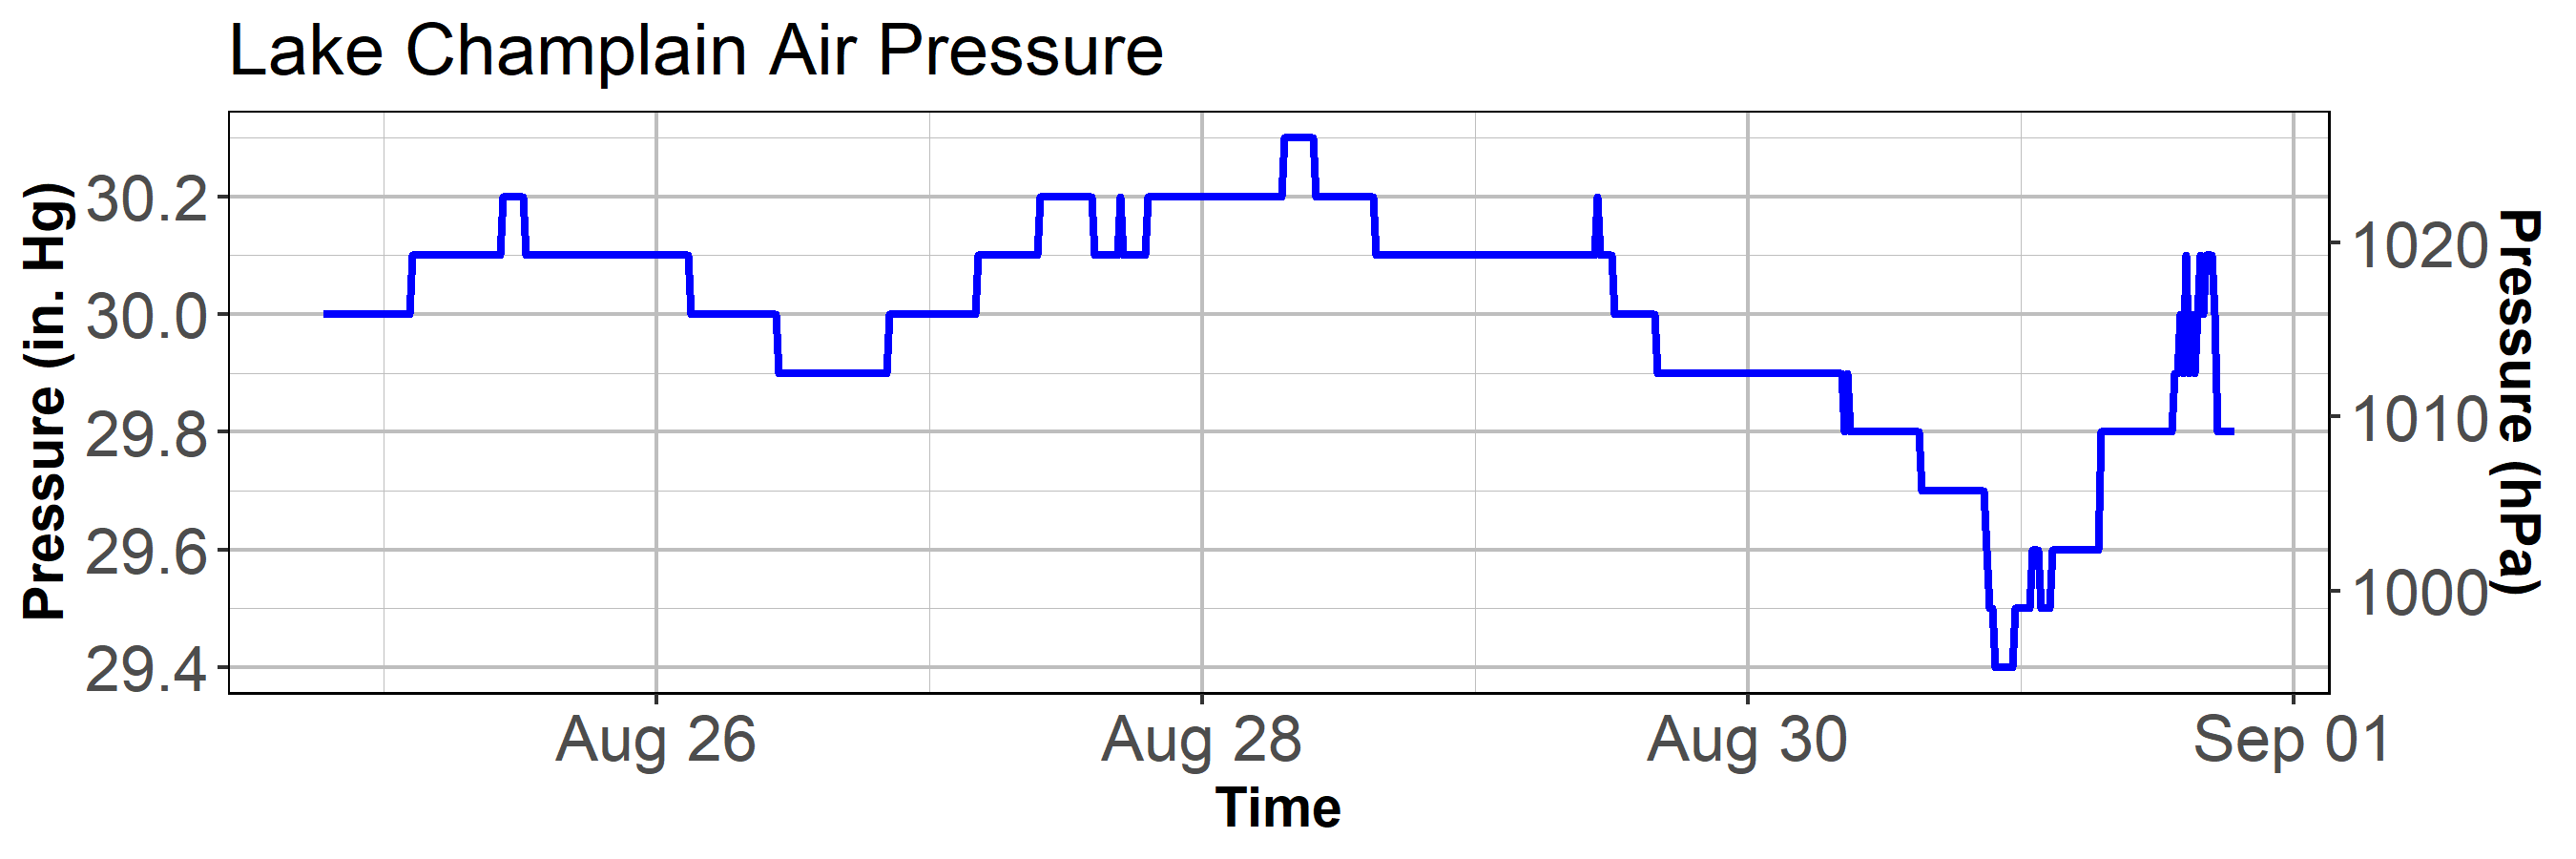 Lake Champlain Air Pressure
Pressure (in. Hg)
30.2
30.0
29.8
29.6
29.4
1020
1010
1000
Pressure (hPa)
Aug 26
Aug 28
Aug 30
Sep 01
Time